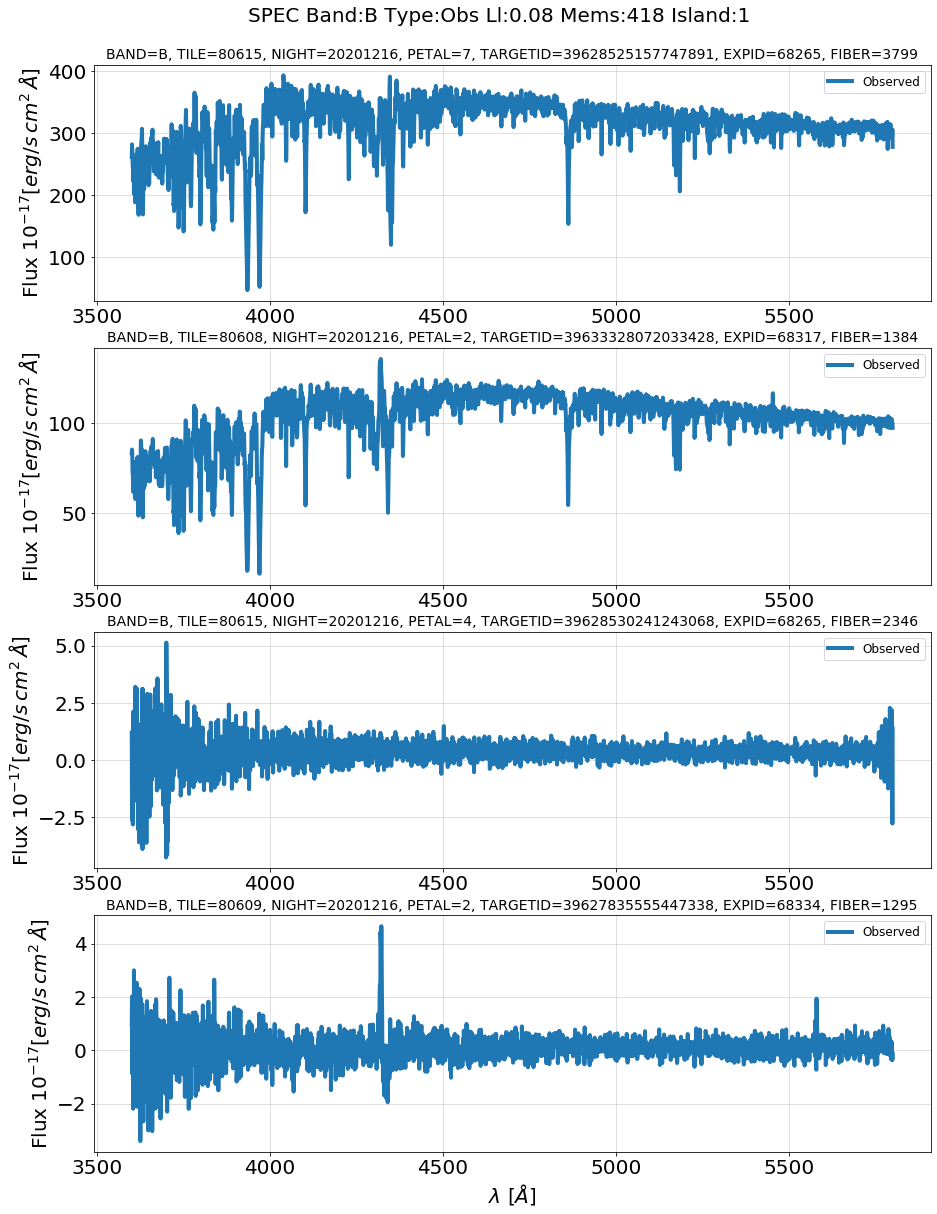 SPEC Band:B Type:Obs Ll:0.08 Mems:418 Island:1
BAND=B, TILE=80615, NIGHT=20201216, PETAL=7, TARGETID=39628525157747891, EXPID=68265, FIBER=3799
Observed
Flux 10⁻¹⁷[erg/s cm² Å]
400
300
200
100
3500 4000 4500 5000 5500
BAND=B, TILE=80608, NIGHT=20201216, PETAL=2, TARGETID=39633328072033428, EXPID=68317, FIBER=1384
Observed
Flux 10⁻¹⁷[erg/s cm² Å]
100
50
3500 4000 4500 5000 5500
BAND=B, TILE=80615, NIGHT=20201216, PETAL=4, TARGETID=39628530241243068, EXPID=68265, FIBER=2346
Observed
Flux 10⁻¹⁷[erg/s cm² Å]
5.0
2.5
0.0
−2.5
3500 4000 4500 5000 5500
BAND=B, TILE=80609, NIGHT=20201216, PETAL=2, TARGETID=39627835555447338, EXPID=68334, FIBER=1295
Observed
Flux 10⁻¹⁷[erg/s cm² Å]
4
2
0
−2
3500 4000 4500 5000 5500
λ [Å]